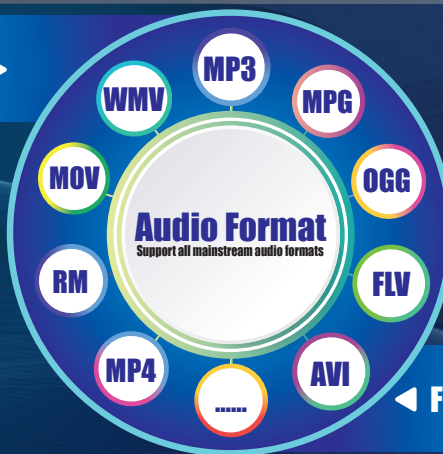 MP3
WMV
MPG
MOV
OGG
Audio Format
Support all mainstream audio formats
RM
FLV
MP4
AVI
......
F